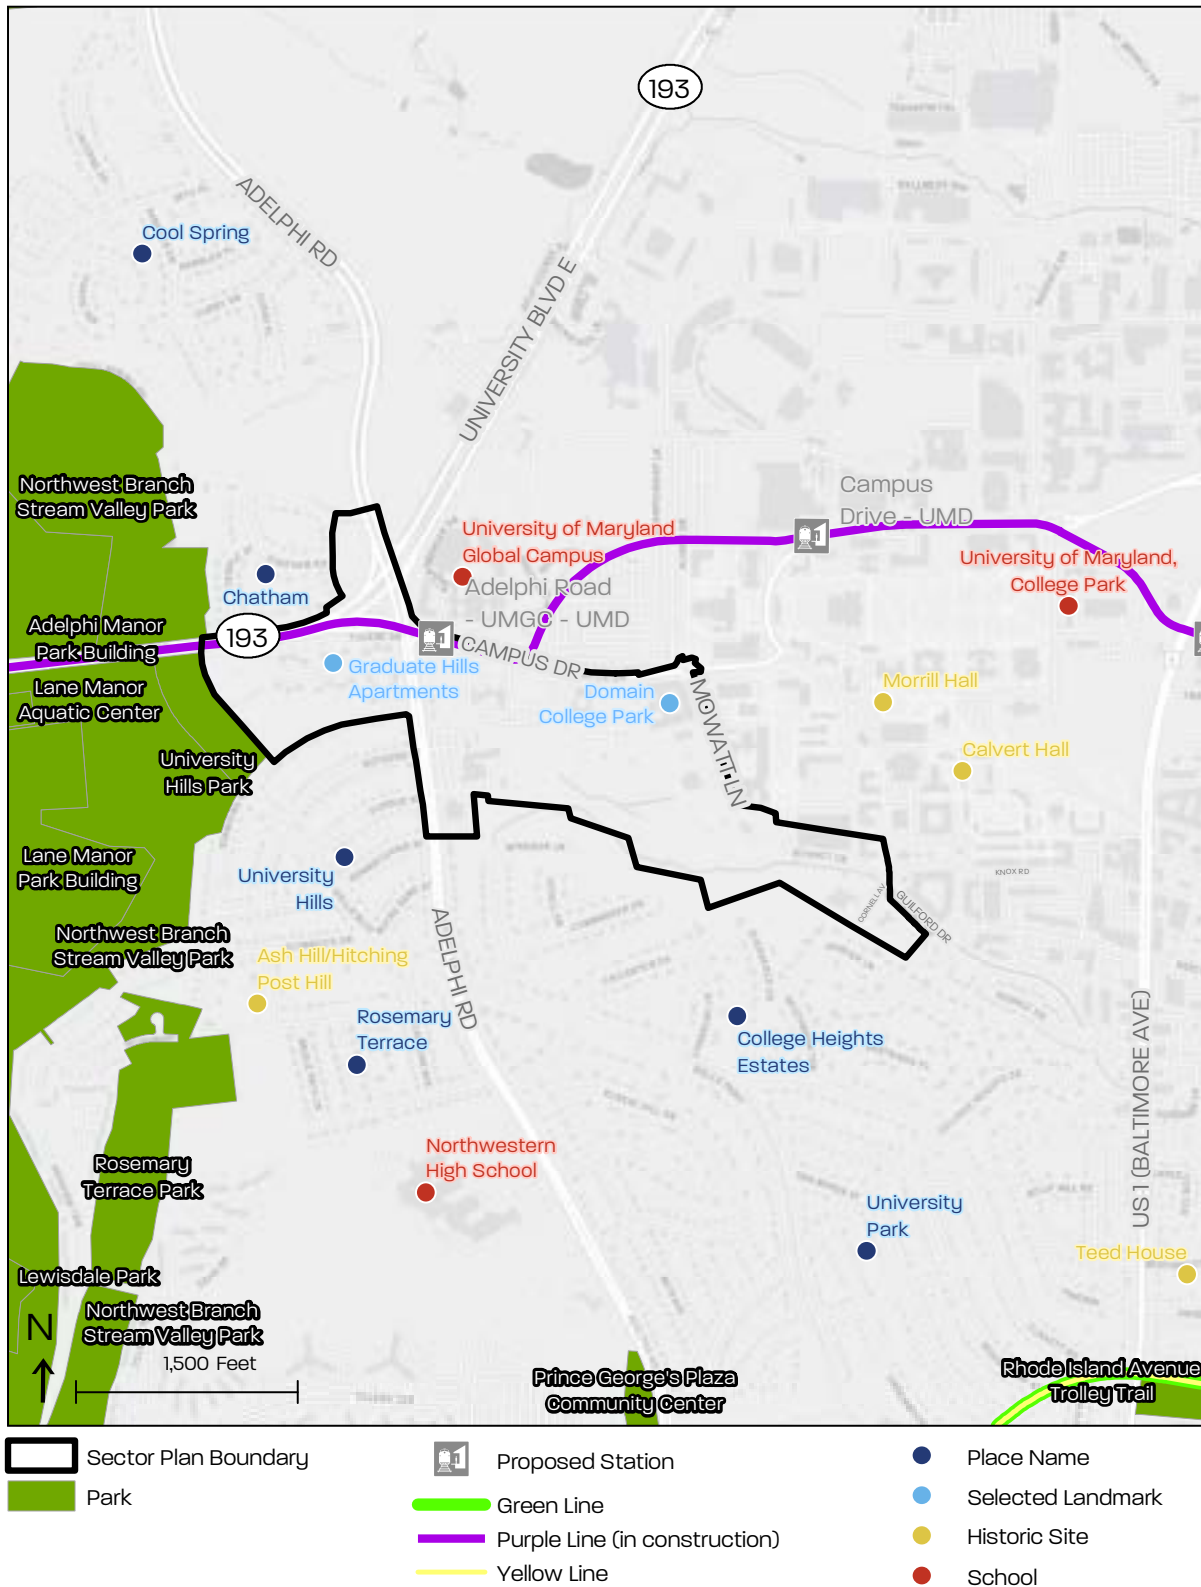 193
ADELPHI RD
Cool Spring
UNIVERSITY BLVD E
Northwest Branch
Stream Valley Park
Campus
Drive - UMD
University of Maryland
Global Campus
University of Maryland,
College Park
Chatham
Adelphi Road
- UMGC - UMD
Adelphi Manor
Park Building
193
CAMPUS DR
Graduate Hills
Apartments
Lane Manor
Aquatic Center
Domain
College Park
MOWATT LN
Morrill Hall
Calvert Hall
University
Hills Park
Lane Manor
Park Building
University
Hills
KNOX RD
CORNELL AV
GUILFORD DR
Northwest Branch
Stream Valley Park
Ash Hill/Hitching
Post Hill
ADELPHI RD
Rosemary
Terrace
College Heights
Estates
US 1 (BALTIMORE AVE)
Northwestern
High School
Rosemary
Terrace Park
University
Park
Teed House
Lewisdale Park
Northwest Branch
Stream Valley Park
N
1,500 Feet
Prince George's Plaza
Community Center
Rhode Island Avenue
Trolley Trail
Sector Plan Boundary
Park
Proposed Station
Green Line
Purple Line (in construction)
Yellow Line
Place Name
Selected Landmark
Historic Site
School